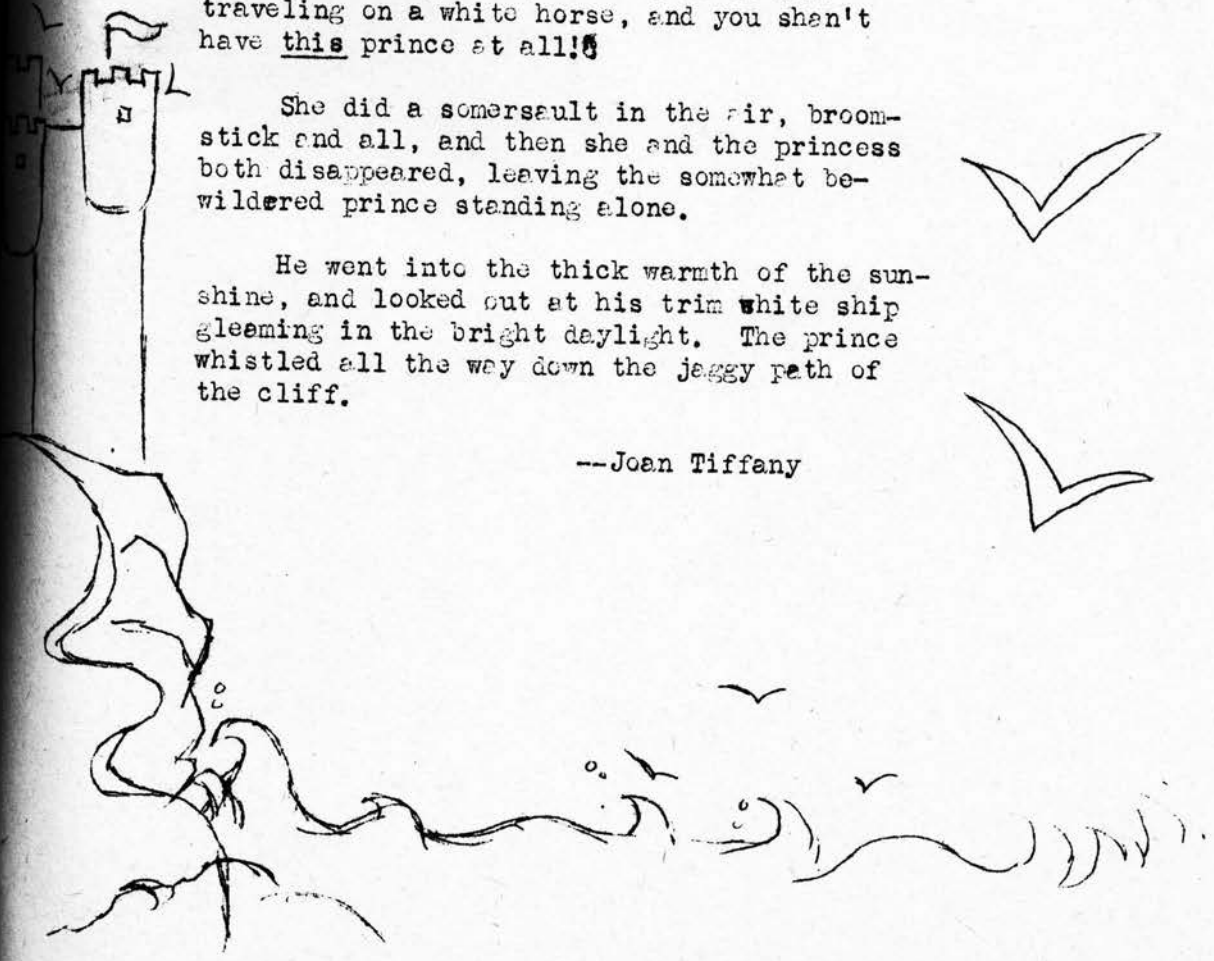 traveling on a white horse, and you shan't
have this prince at all!
She did a somersault in the air, broom-
stick and all, and then she and the princess
both disappeared, leaving the somewhat be-
wildered prince standing alone.
He went into the thick warmth of the sun-
shine, and looked out at his trim white ship
gleaming in the bright daylight. The prince
whistled all the way down the jaggy path of
the cliff.
--Joan Tiffany